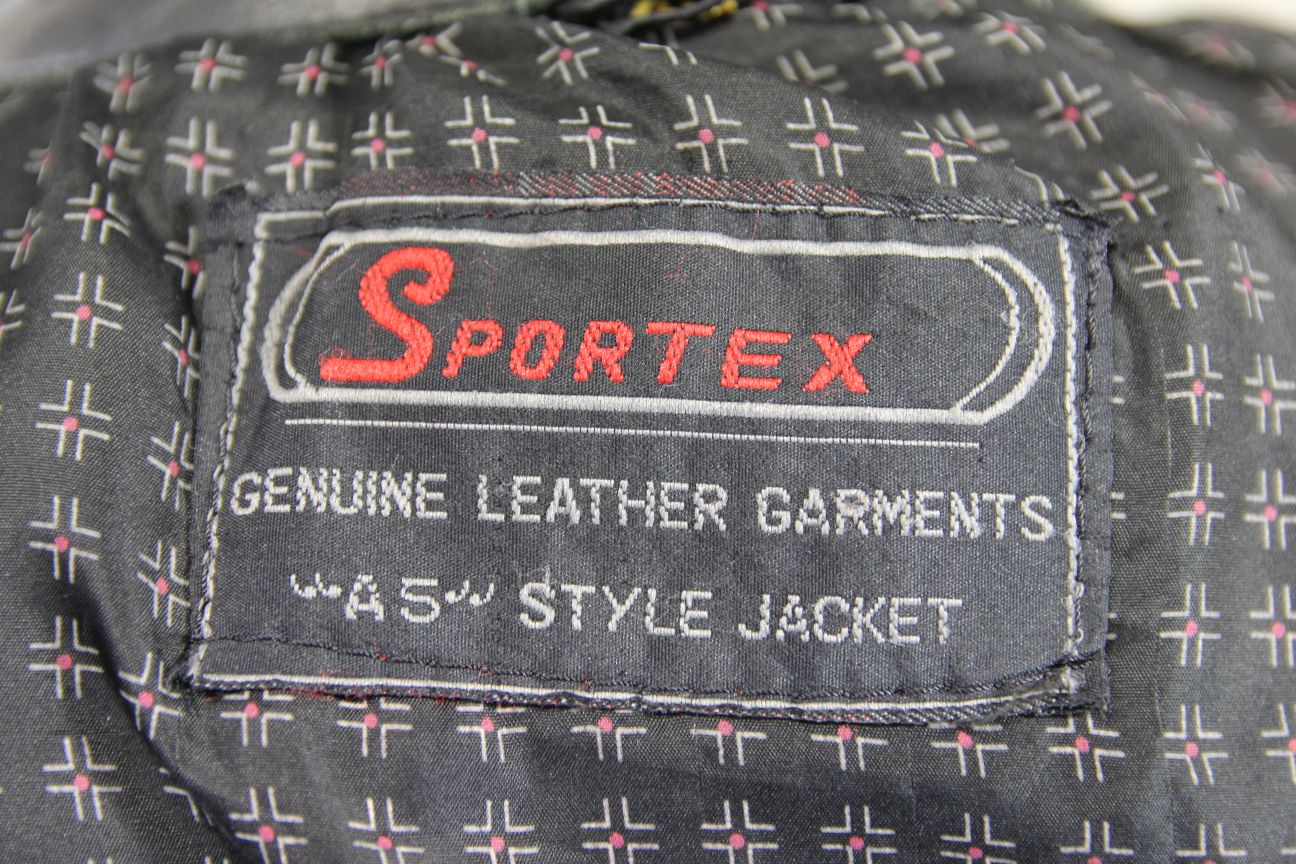 SPORTEX
GENUINE LEATHER GARMENTS
"A5" STYLE JACKET